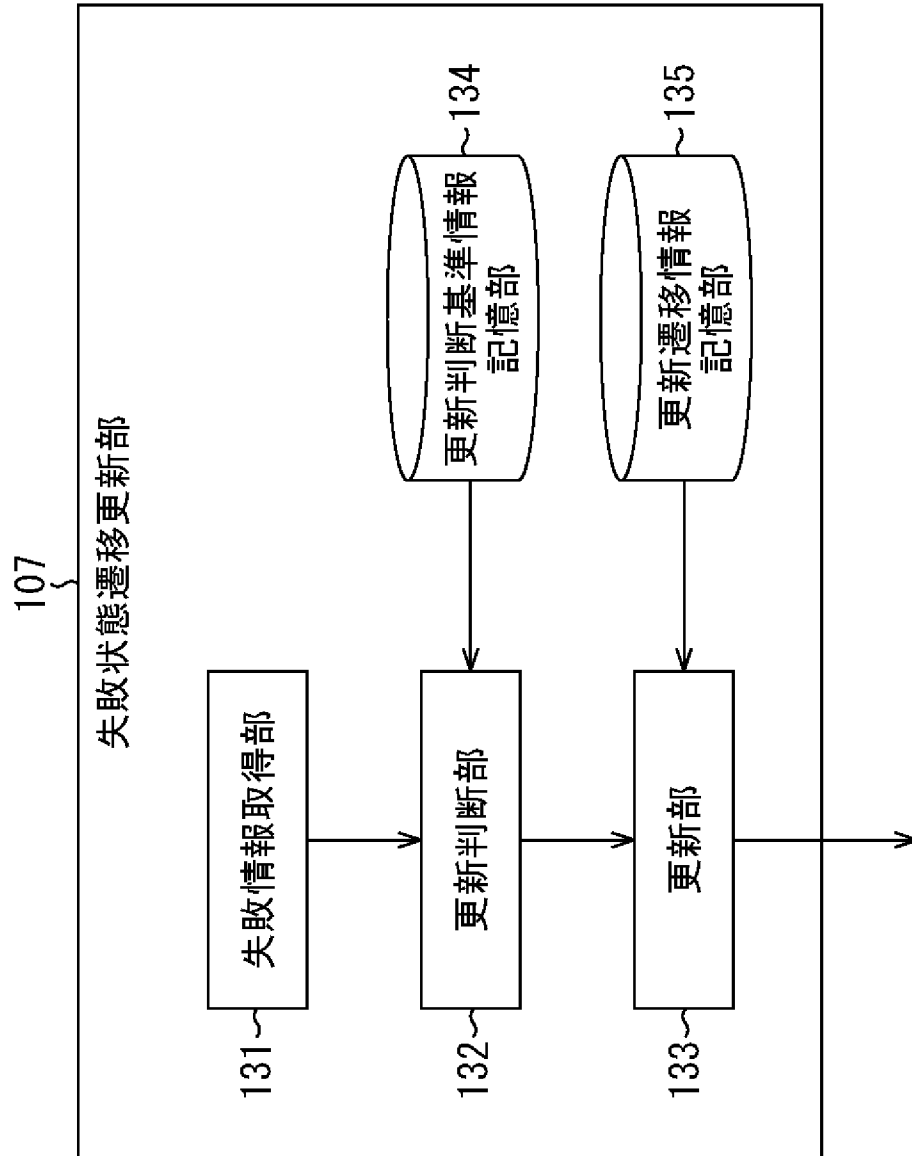 107
失敗状態遷移更新部
131
失敗情報取得部
132
更新判断部
134
更新判断基準情報
記憶部
133
更新部
135
更新遷移情報
記憶部